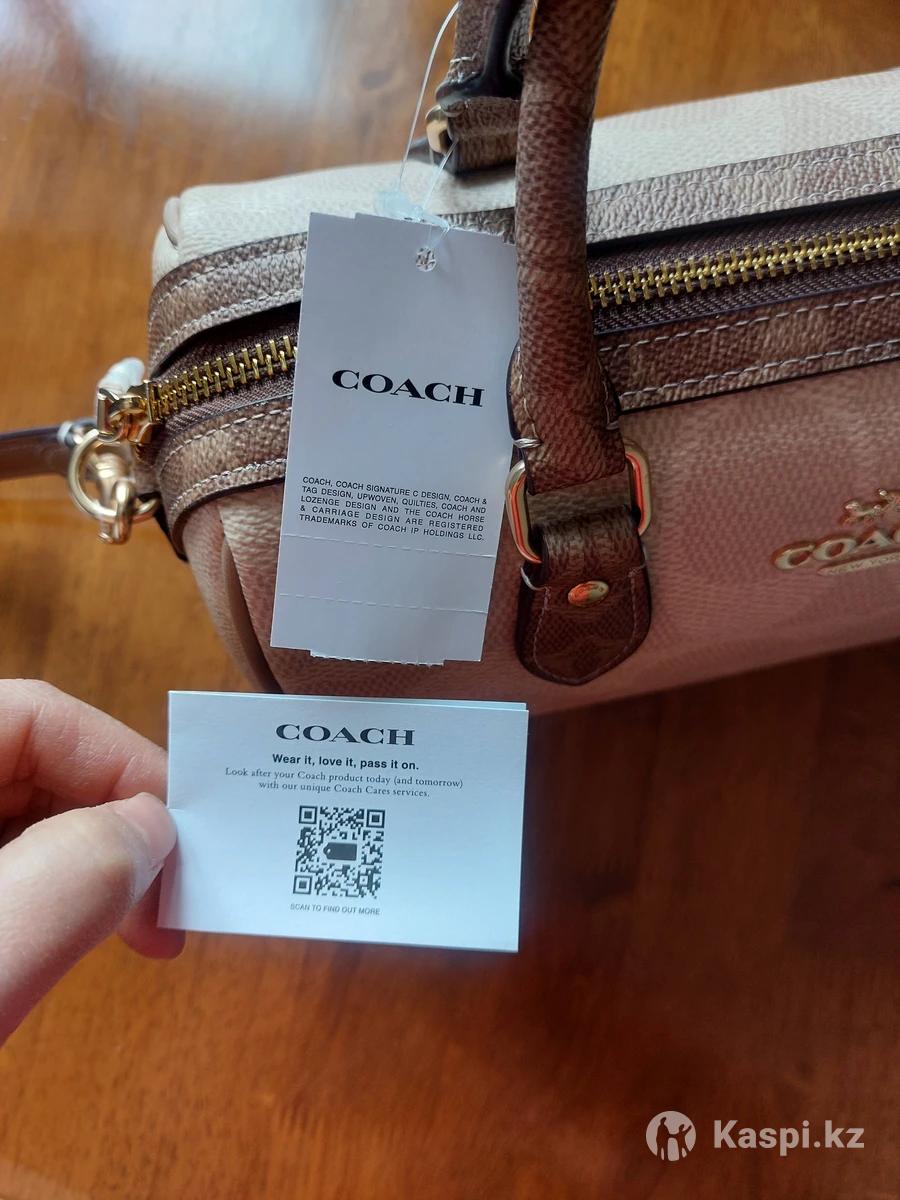 COACH
COACH, COACH SIGNATURE C DESIGN, COACH &
TAG DESIGN, UPWOVEN, QUILTIES, COACH AND
LOZENGE DESIGN AND THE COACH HORSE
& CARRIAGE DESIGN ARE REGISTERED
TRADEMARKS OF COACH IP HOLDINGS LLC.
COAC
NEW YORK
COACH
Wear it, love it, pass it on.
Look after your Coach product today (and tomorrow)
with our unique Coach Cares services.
SCAN TO FIND OUT MORE
Kaspi.kz